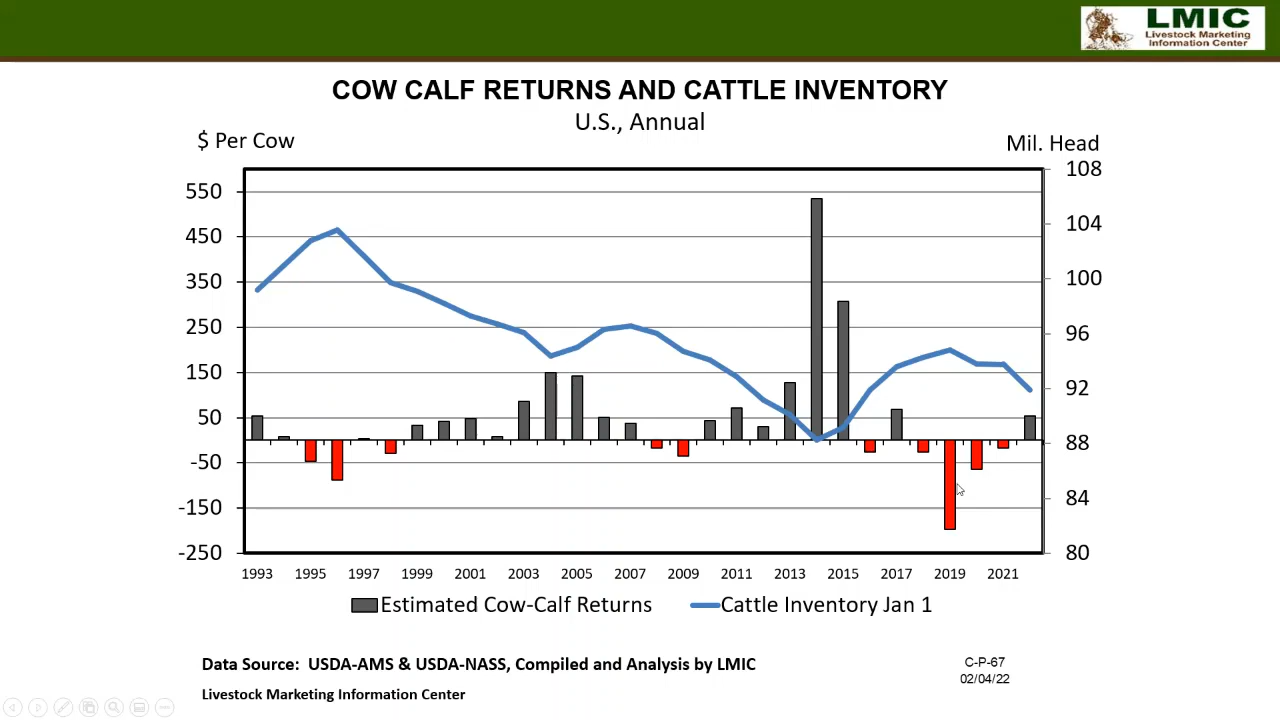 LMIC
Livestock Marketing
Information Center
COW CALF RETURNS AND CATTLE INVENTORY
U.S., Annual
$ Per Cow
Mil. Head
550
450
350
250
150
50
-50
-150
-250
108
104
100
96
92
88
84
80
1993 1995 1997 1999 2001 2003 2005 2007 2009 2011 2013 2015 2017 2019 2021
Estimated Cow-Calf Returns Cattle Inventory Jan 1
Data Source: USDA-AMS & USDA-NASS, Compiled and Analysis by LMIC
Livestock Marketing Information Center
C-P-67
02/04/22